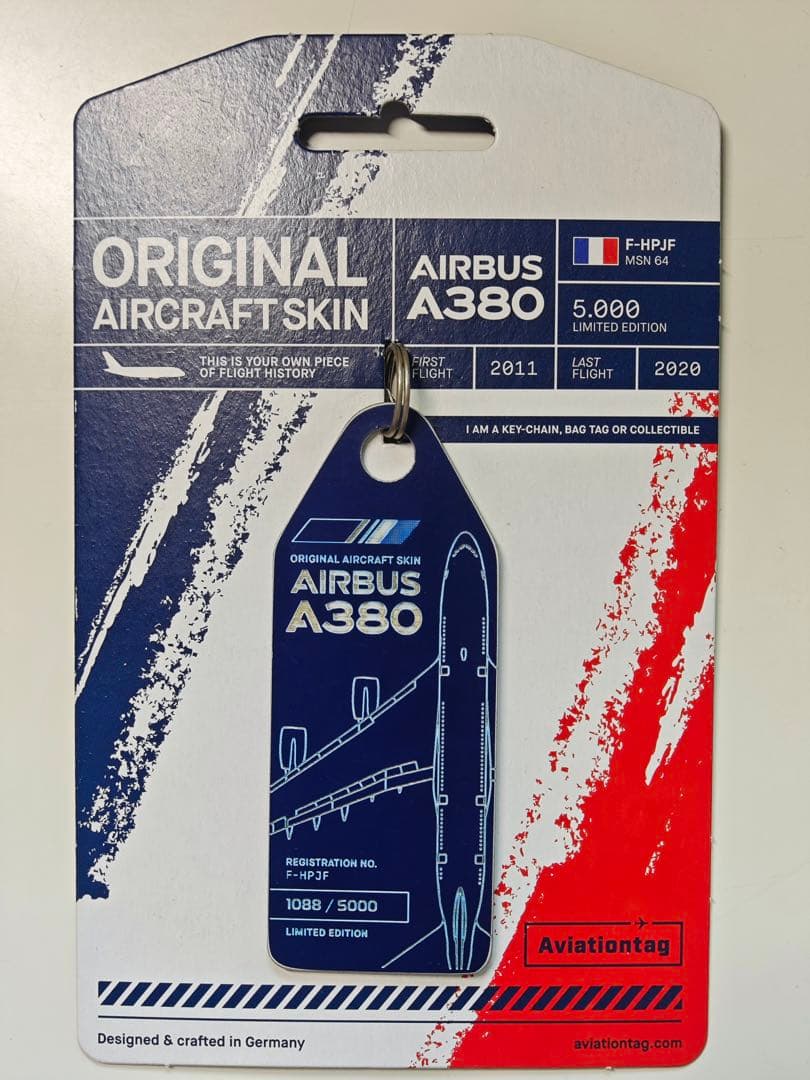 ORIGINAL
AIRCRAFT SKIN
AIRBUS
A380
F-HPJF
MSN 64
5.000
LIMITED EDITION
THIS IS YOUR OWN PIECE
OF FLIGHT HISTORY
FIRST
FLIGHT
2011
LAST
FLIGHT
2020
I AM A KEY-CHAIN, BAG TAG OR COLLECTIBLE
ORIGINAL AIRCRAFT SKIN
AIRBUS
A380
REGISTRATION NO.
F-HPJF
1088 / 5000
LIMITED EDITION
Aviationtag
Designed & crafted in Germany
aviationtag.com